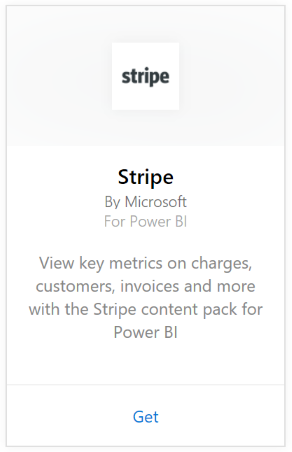 stripe
Stripe
By Microsoft
For Power BI
View key metrics on charges,
customers, invoices and more
with the Stripe content pack for
Power BI
Get